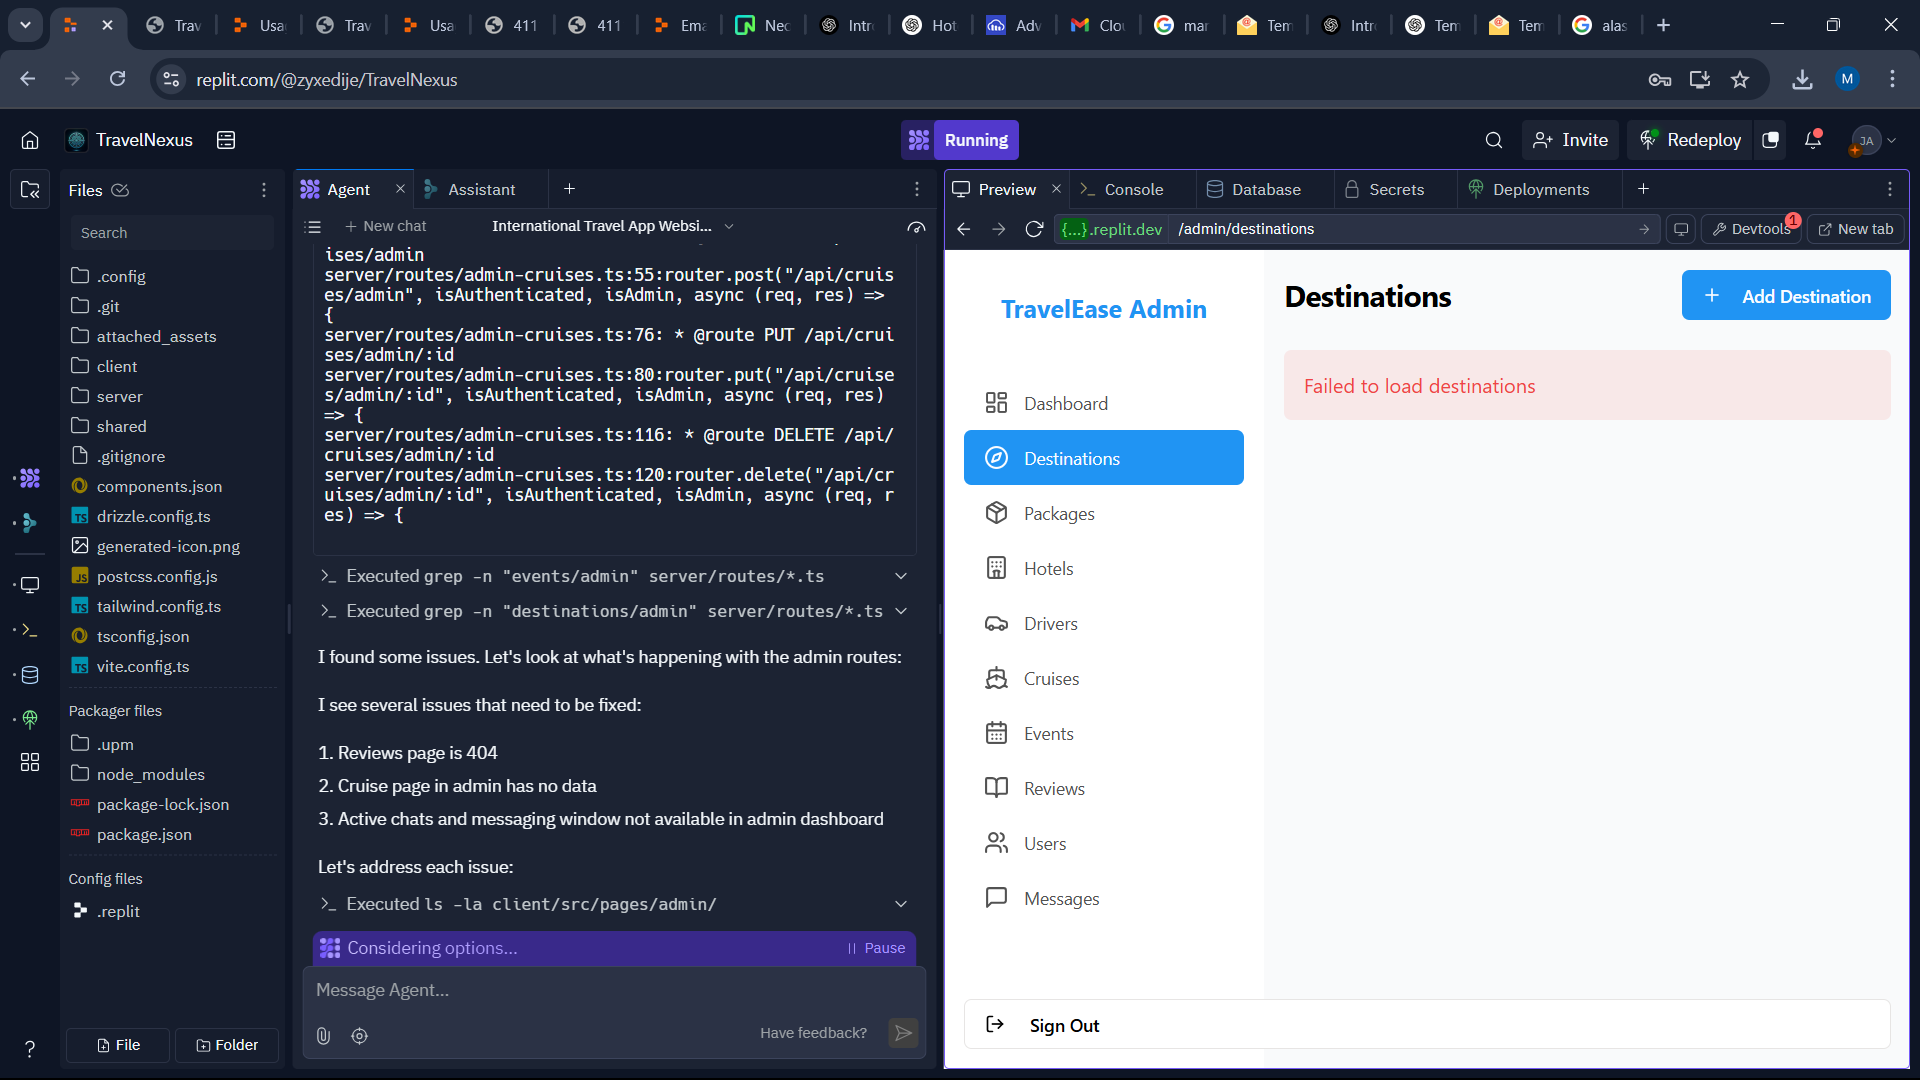 Trav
Usa
Trav
Usa
411
411
Ema
Nec
Intr
Hot
Adv
Clou
mar
Tem
Intr
Tem
Tem
alas
replit.com/@zyxedije/TravelNexus
M
TravelNexus
Running
Invite
Redeploy
JA
Files
Search
.config
.git
attached_assets
client
server
shared
.gitignore
components.json
drizzle.config.ts
generated-icon.png
postcss.config.js
tailwind.config.ts
tsconfig.json
vite.config.ts
Packager files
.upm
node_modules
package-lock.json
package.json
Config files
.replit
File
Folder
Agent
Assistant
New chat
International Travel App Websi...
ises/admin
server/routes/admin-cruises.ts:55:router.post("/api/cruis
es/admin", isAuthenticated, isAdmin, async (req, res) =>
{
server/routes/admin-cruises.ts:76: * @route PUT /api/crui
ses/admin/:id
server/routes/admin-cruises.ts:80:router.put("/api/cruise
s/admin/:id", isAuthenticated, isAdmin, async (req, res)
=> {
server/routes/admin-cruises.ts:116: * @route DELETE /api/
cruises/admin/:id
server/routes/admin-cruises.ts:120:router.delete("/api/cr
uises/admin/:id", isAuthenticated, isAdmin, async (req, r
es) => {
Executed grep -n "events/admin" server/routes/*.ts
Executed grep -n "destinations/admin" server/routes/*.ts
I found some issues. Let's look at what's happening with the admin routes:
I see several issues that need to be fixed:
1. Reviews page is 404
2. Cruise page in admin has no data
3. Active chats and messaging window not available in admin dashboard
Let's address each issue:
Executed ls -la client/src/pages/admin/
Considering options...
Pause
Message Agent...
Have feedback?
Preview
Console
Database
Secrets
Deployments
{...}.replit.dev
/admin/destinations
Devtools
1
New tab
TravelEase Admin
Dashboard
Destinations
Packages
Hotels
Drivers
Cruises
Events
Reviews
Users
Messages
Sign Out
Destinations
Add Destination
Failed to load destinations